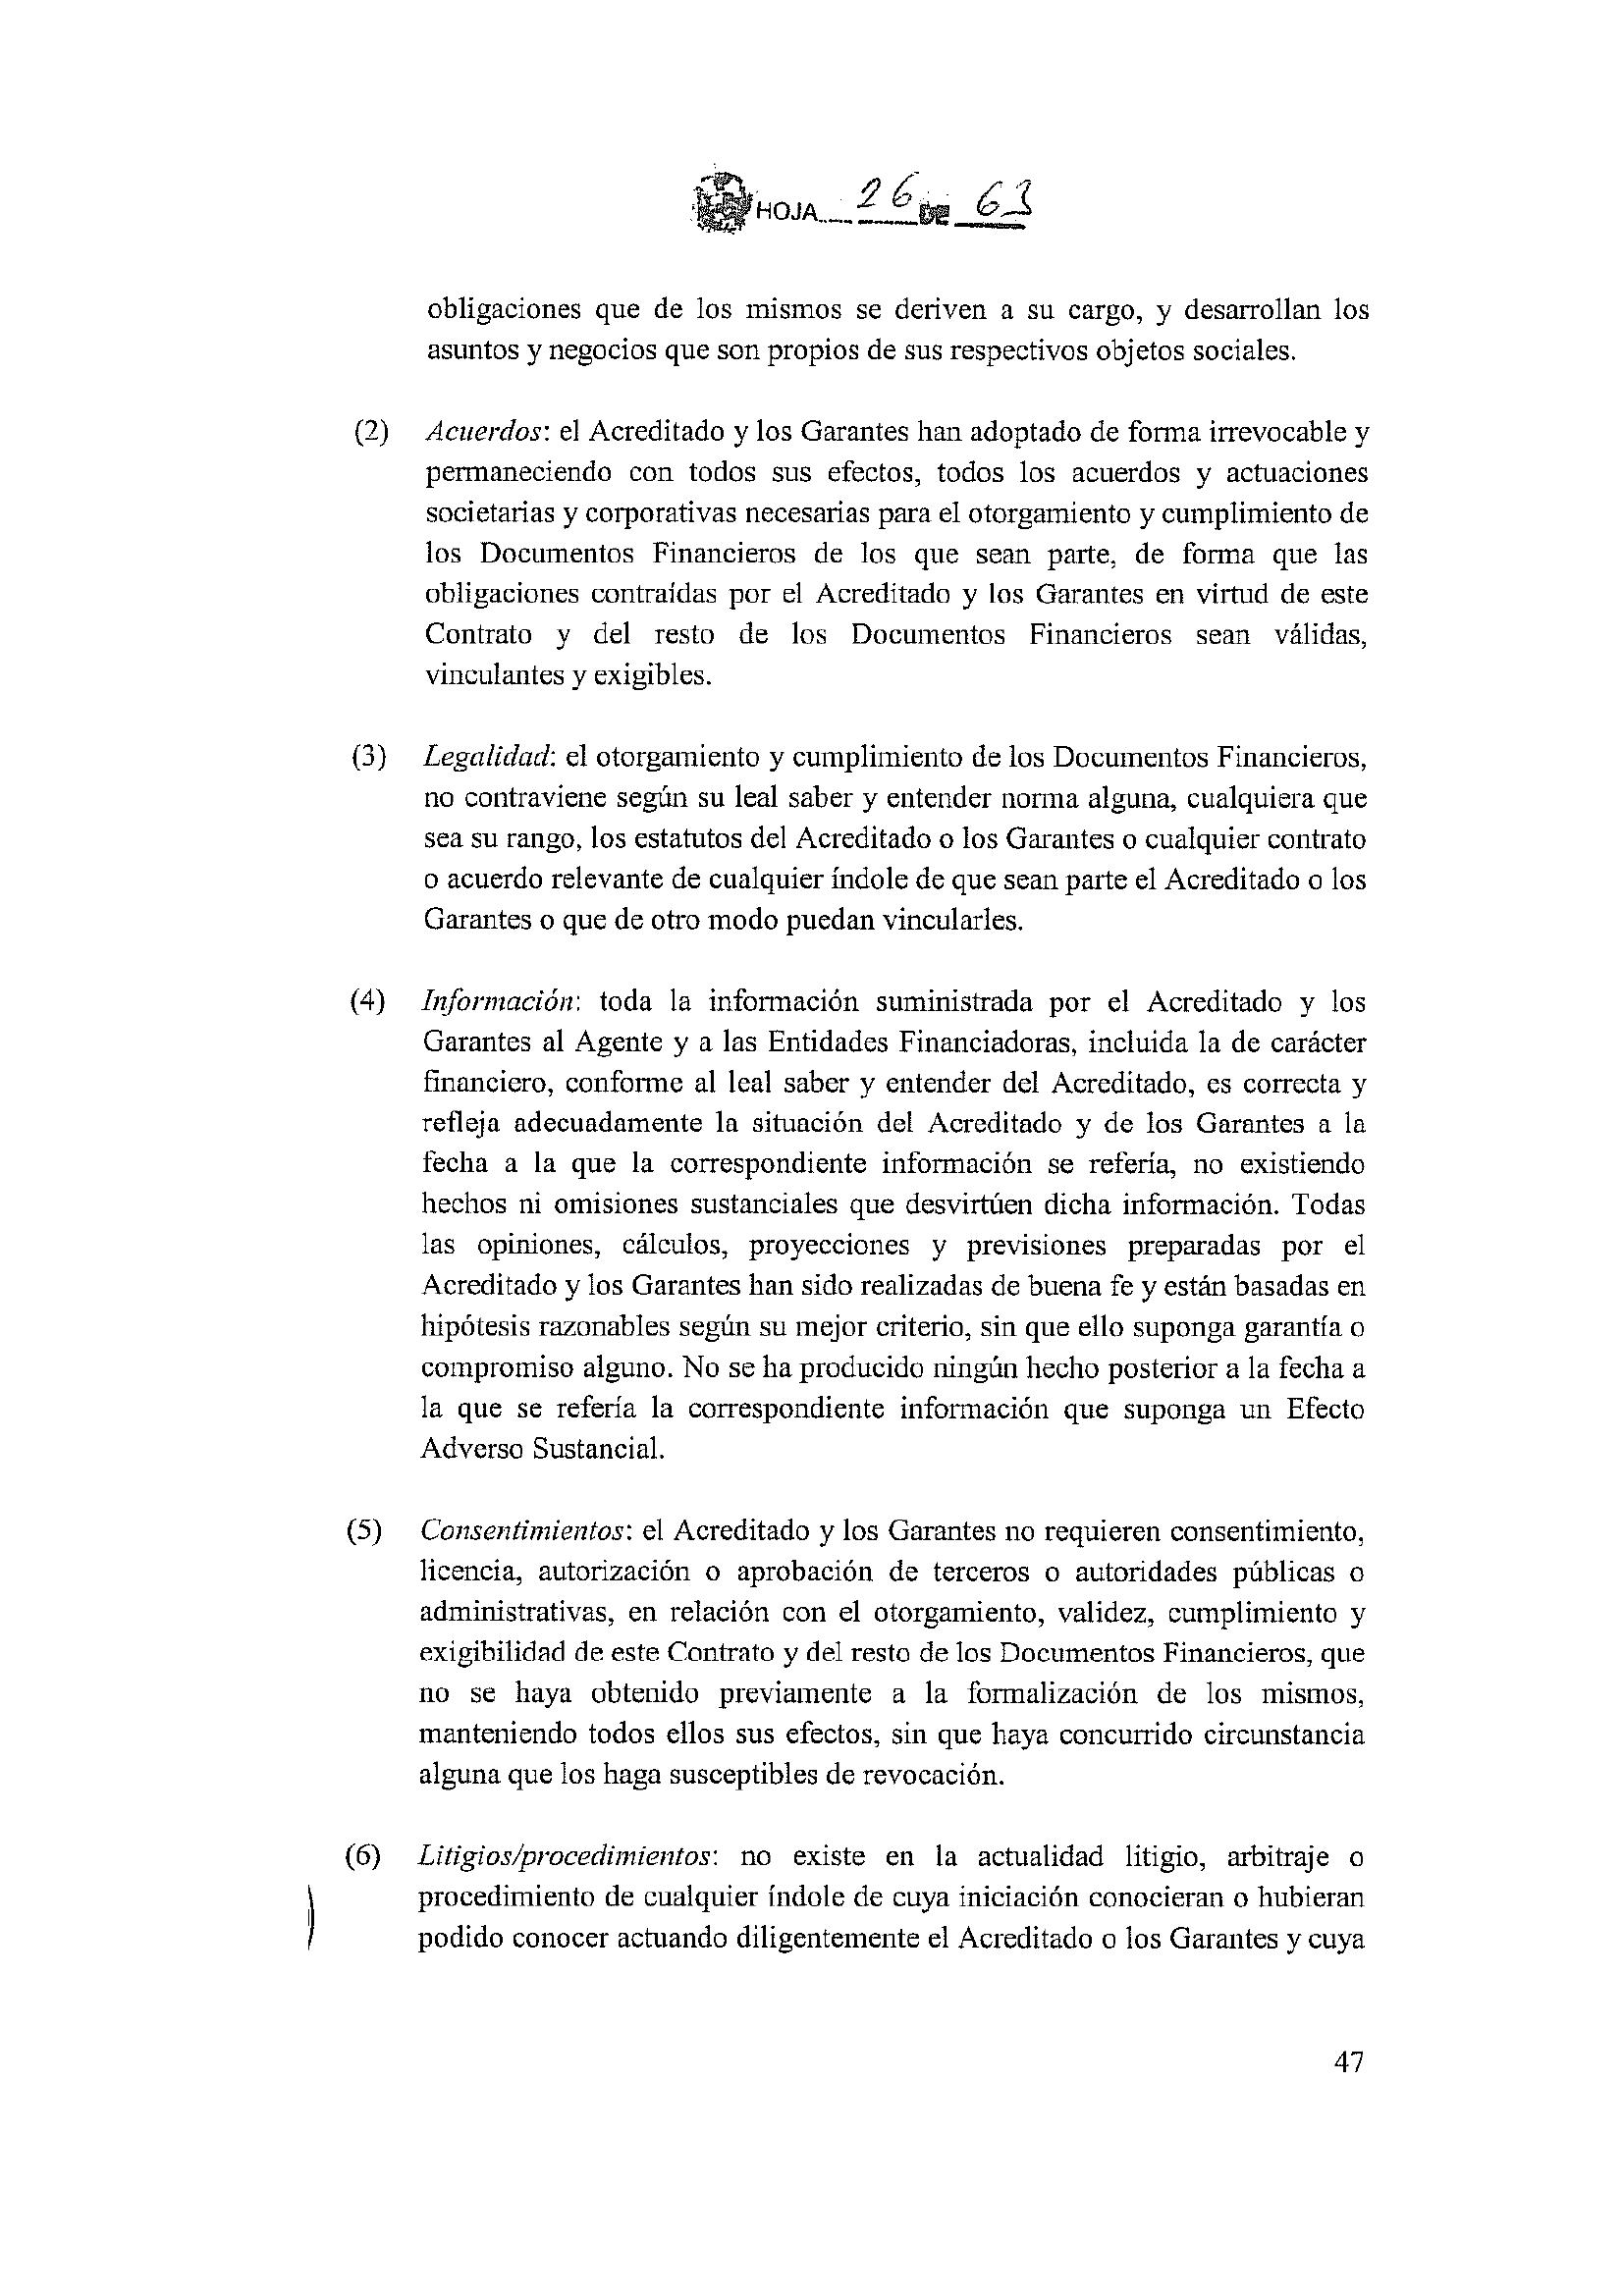 HOJA 26 DE 63
obligaciones que de los mismos se deriven a su cargo, y desarrollan los
asuntos y negocios que son propios de sus respectivos objetos sociales.
(2) Acuerdos: el Acreditado y los Garantes han adoptado de forma irrevocable y
permaneciendo con todos sus efectos, todos los acuerdos y actuaciones
societarias y corporativas necesarias para el otorgamiento y cumplimiento de
los Documentos Financieros de los que sean parte, de forma que las
obligaciones contraídas por el Acreditado y los Garantes en virtud de este
Contrato y del resto de los Documentos Financieros sean válidas,
vinculantes y exigibles.
(3) Legalidad: el otorgamiento y cumplimiento de los Documentos Financieros,
no contraviene según su leal saber y entender norma alguna, cualquiera que
sea su rango, los estatutos del Acreditado o los Garantes o cualquier contrato
o acuerdo relevante de cualquier índole de que sean parte el Acreditado o los
Garantes o que de otro modo puedan vincularles.
(4) Información: toda la información suministrada por el Acreditado y los
Garantes al Agente y a las Entidades Financiadoras, incluida la de carácter
financiero, conforme al leal saber y entender del Acreditado, es correcta y
refleja adecuadamente la situación del Acreditado y de los Garantes a la
fecha a la que la correspondiente información se refería, no existiendo
hechos ni omisiones sustanciales que desvirtúen dicha información. Todas
las opiniones, cálculos, proyecciones y previsiones preparadas por el
Acreditado y los Garantes han sido realizadas de buena fe y están basadas en
hipótesis razonables según su mejor criterio, sin que ello suponga garantía o
compromiso alguno. No se ha producido ningún hecho posterior a la fecha a
la que se refería la correspondiente información que suponga un Efecto
Adverso Sustancial.
(5) Consentimientos: el Acreditado y los Garantes no requieren consentimiento,
licencia, autorización o aprobación de terceros o autoridades públicas o
administrativas, en relación con el otorgamiento, validez, cumplimiento y
exigibilidad de este Contrato y del resto de los Documentos Financieros, que
no se haya obtenido previamente a la formalización de los mismos,
manteniendo todos ellos sus efectos, sin que haya concurrido circunstancia
alguna que los haga susceptibles de revocación.
(6) Litigios/procedimientos: no existe en la actualidad litigio, arbitraje o
procedimiento de cualquier índole de cuya iniciación conocieran o hubieran
podido conocer actuando diligentemente el Acreditado o los Garantes y cuya
47